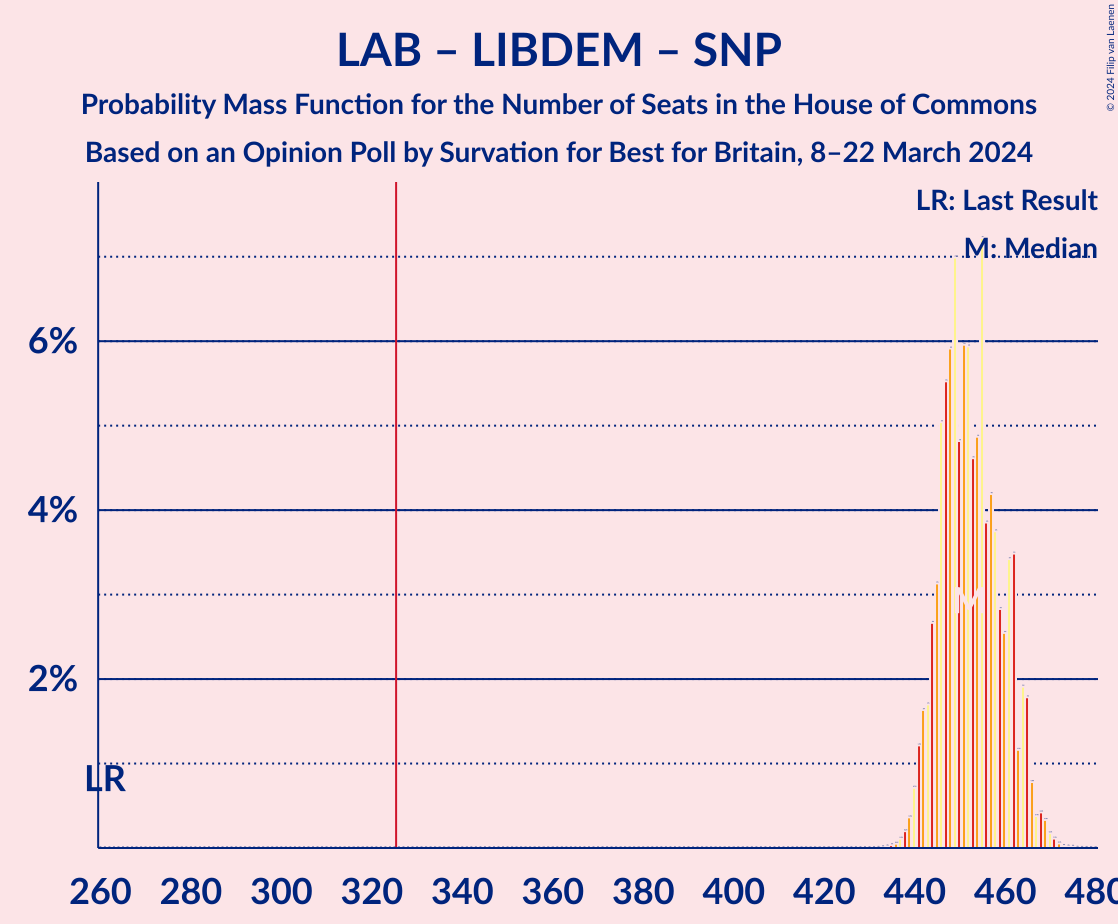 LAB – LIBDEM – SNP
Probability Mass Function for the Number of Seats in the House of Commons
Based on an Opinion Poll by Survation for Best for Britain, 8–22 March 2024
© 2024 Filip van Laenen
LR: Last Result
M: Median
6%
4%
2%
M
LR
260 280 300 320 340 360 380 400 420 440 460 480